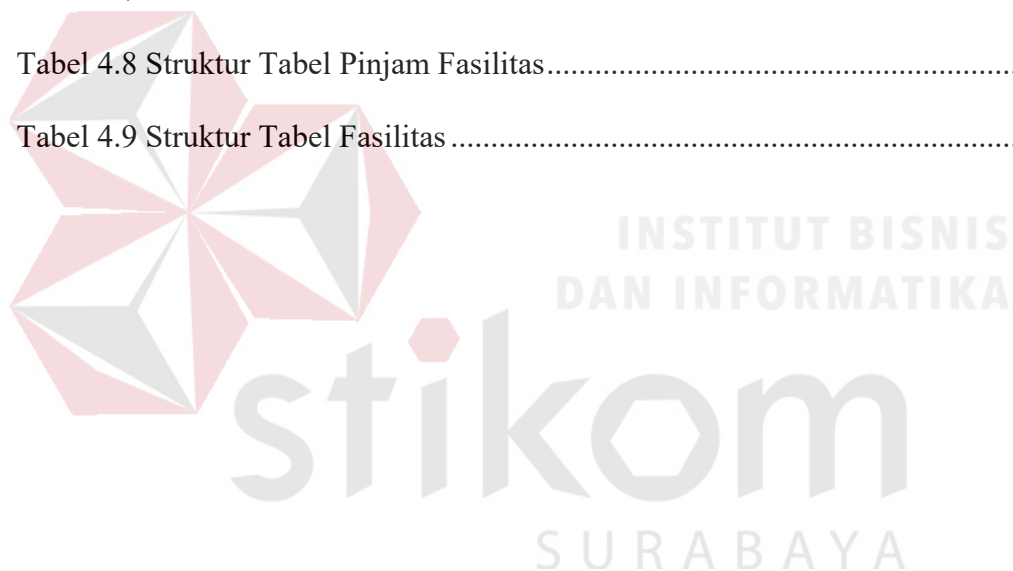 Tabel 4.8 Struktur Tabel Pinjam Fasilitas..................................................
Tabel 4.9 Struktur Tabel Fasilitas ............................................................
INSTITUT BISNIS
DAN INFORMATIKA
stikom
SURABAYA